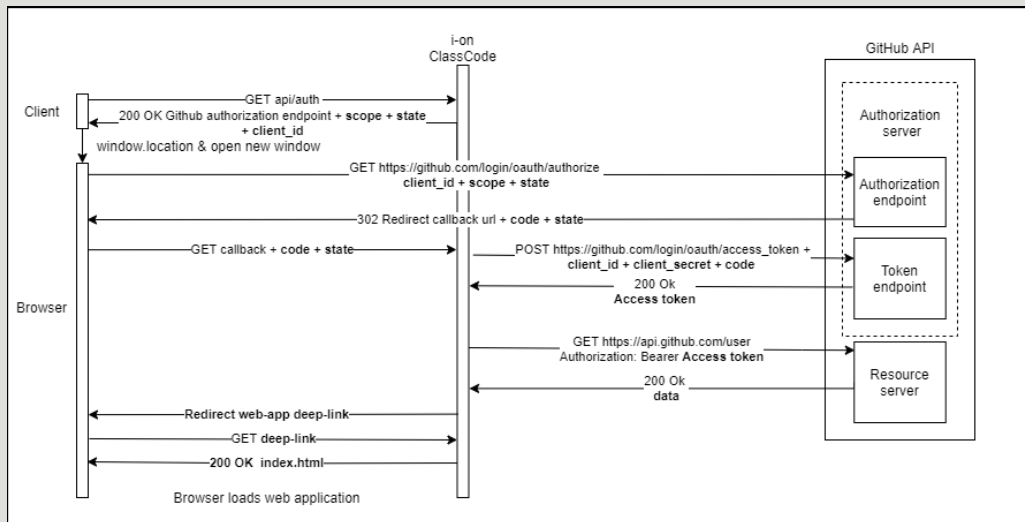 i-on
ClassCode
GitHub API
Client
GET api/auth
200 OK Github authorization endpoint + scope + state
+ client_id
window.location & open new window
Authorization
server
GET https://github.com/login/oauth/authorize
client_id + scope + state
Authorization
endpoint
302 Redirect callback url + code + state
GET callback + code + state
POST https://github.com/login/oauth/access_token +
client_id + client_secret + code
Token
endpoint
200 Ok
Access token
Browser
GET https://api.github.com/user
Authorization: Bearer Access token
Resource
server
200 Ok
data
Redirect web-app deep-link
GET deep-link
200 OK index.html
Browser loads web application